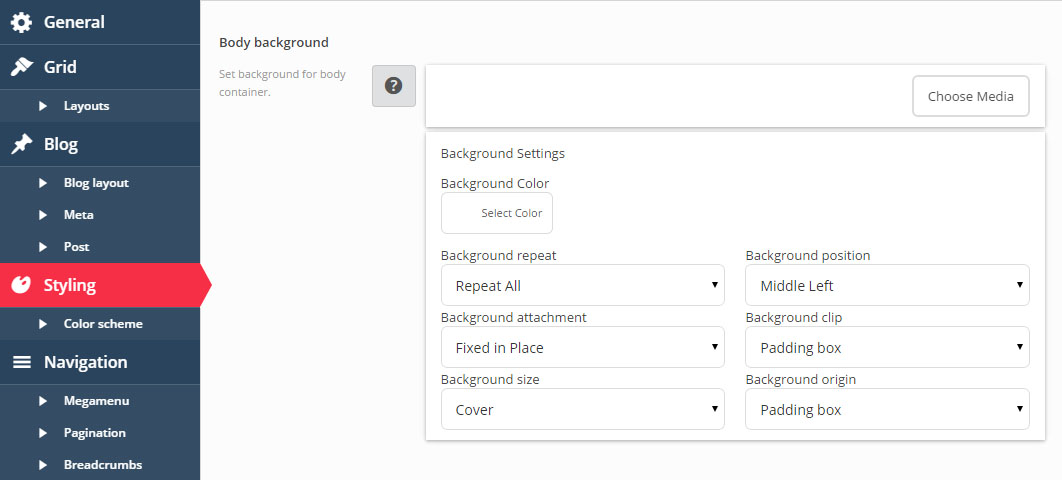 General
Grid
Layouts
Blog
Blog layout
Meta
Post
Styling
Color scheme
Navigation
Megamenu
Pagination
Breadcrumbs
Body background
Set background for body
container.
?
Choose Media
Background Settings
Background Color
Select Color
Background repeat
Repeat All
Background position
Middle Left
Background attachment
Fixed in Place
Background clip
Padding box
Background size
Cover
Background origin
Padding box